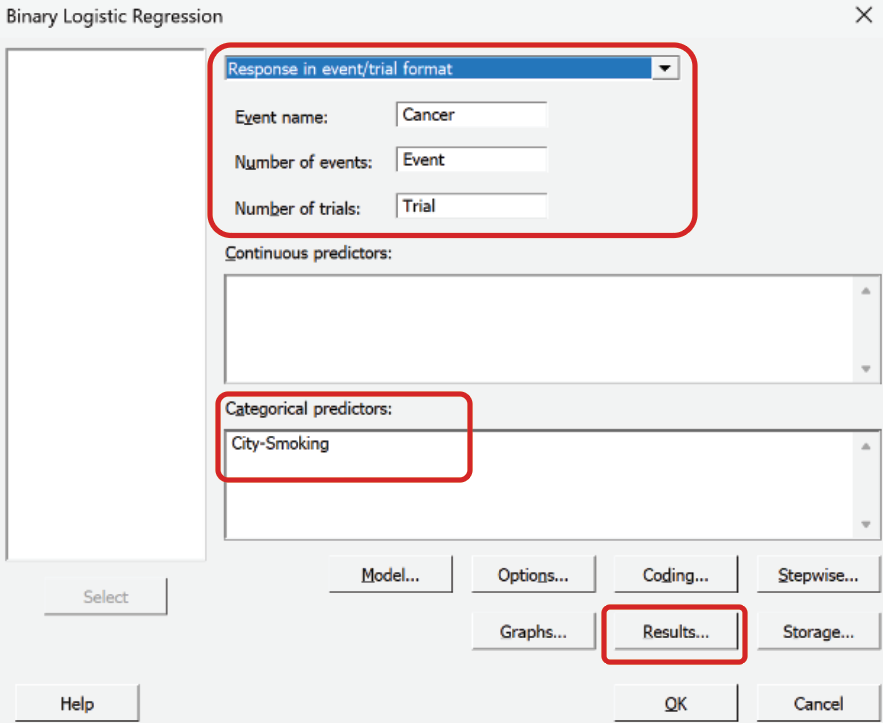 Binary Logistic Regression
Response in event/trial format
Event name: Cancer
Number of events: Event
Number of trials: Trial
Continuous predictors:
Categorical predictors:
City-Smoking
Model... Options... Coding... Stepwise...
Select
Graphs... Results... Storage...
Help OK Cancel